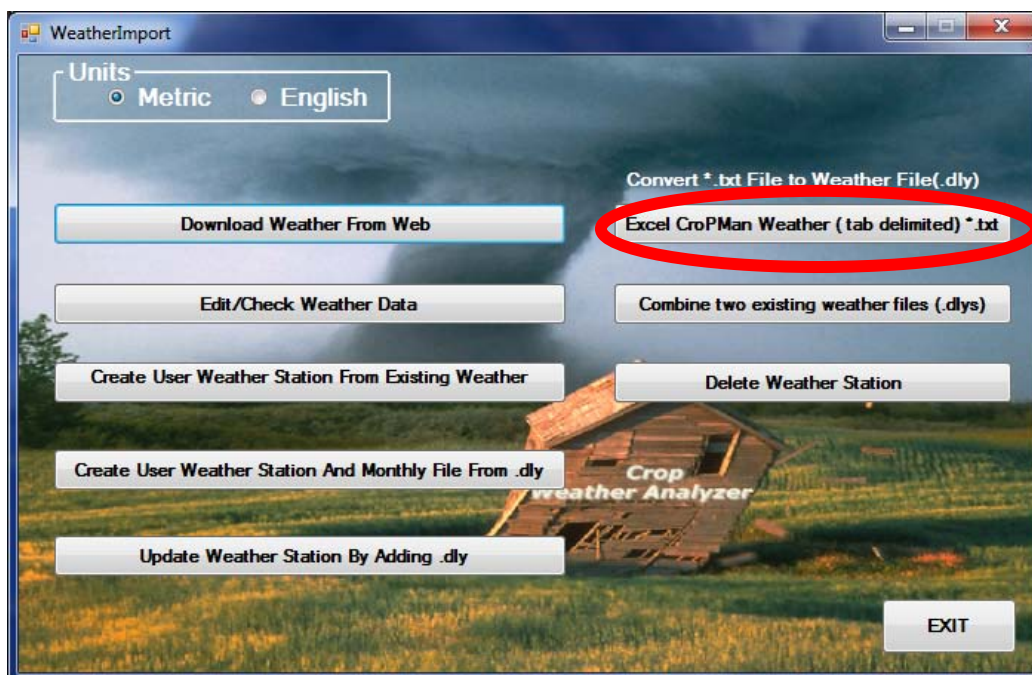 WeatherImport
Units
Metric English
Convert *.txt File to Weather File(.dly)
Download Weather From Web
Excel CroPMan Weather ( tab delimited) *.txt
Edit/Check Weather Data
Combine two existing weather files (.dlys)
Create User Weather Station From Existing Weather
Delete Weather Station
Create User Weather Station And Monthly File From .dly
Crop
Weather Analyzer
Update Weather Station By Adding .dly
EXIT